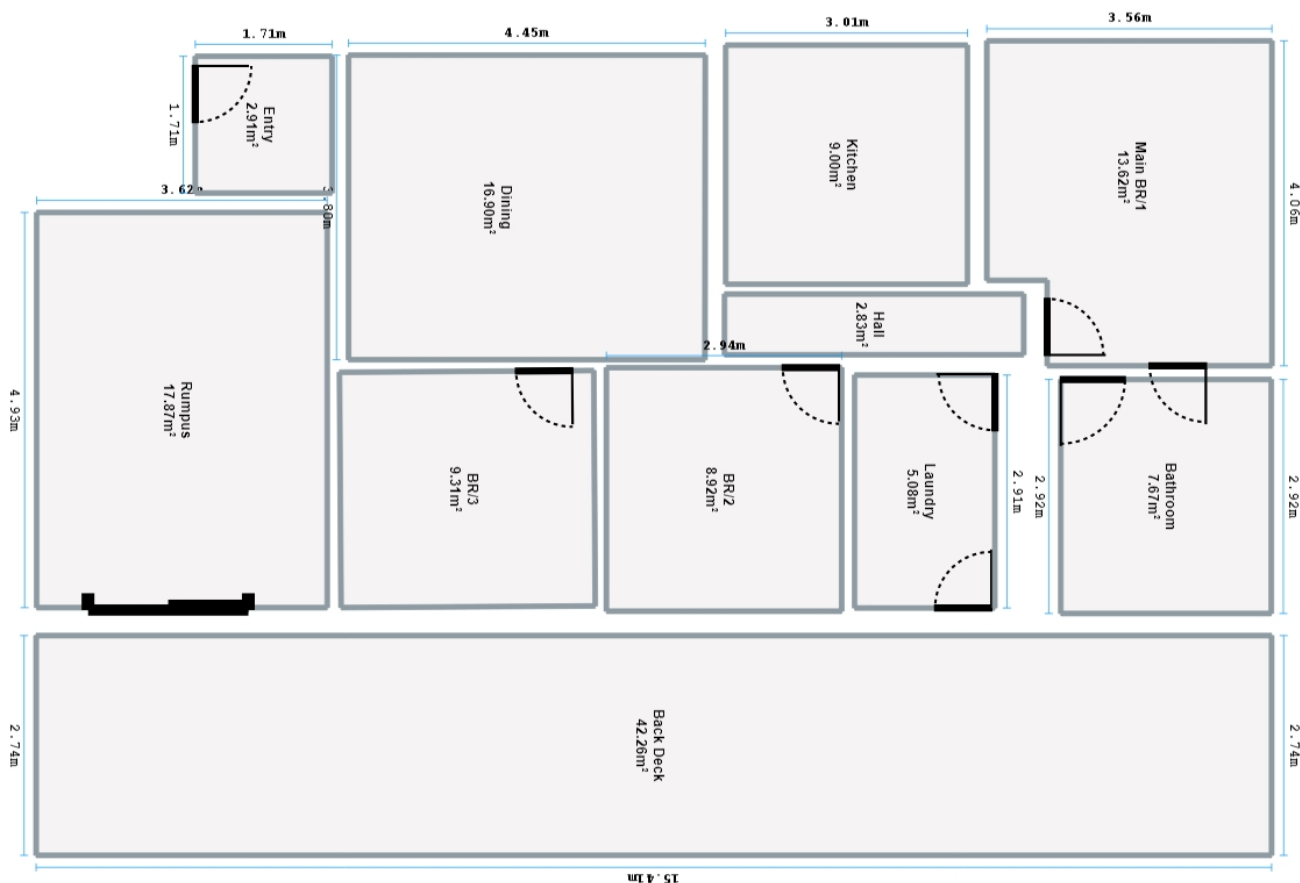 1.71m
4.45m
3.01m
3.56m
1.71m
Entry
2.91m²
3.62m
3.80m
Dining
16.90m²
Kitchen
9.00m²
Main BR/1
13.62m²
4.06m
Hall
2.83m²
2.94m
4.93m
Rumpus
17.87m²
BR/3
9.31m²
BR/2
8.92m²
Laundry
5.08m²
2.91m
2.92m
Bathroom
7.67m²
2.92m
2.74m
Back Deck
42.26m²
2.74m
15.41m